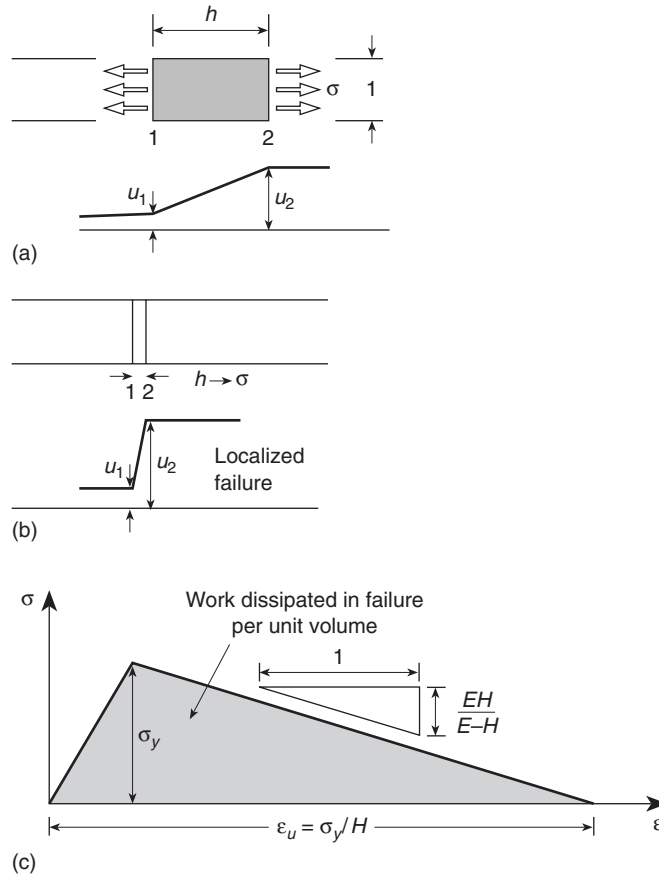 h
σ 1
1 2
u₁
u₂
(a)
1 2 h → σ
u₁
u₂
Localized
failure
(b)
σ
Work dissipated in failure
per unit volume
1
EH
E–H
σy
εu = σy/H
ε
(c)